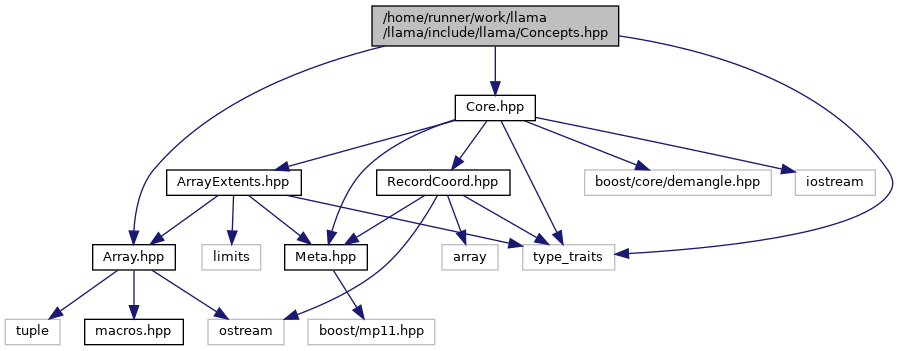 /home/runner/work/llama
/llama/include/llama/Concepts.hpp
Core.hpp
ArrayExtents.hpp
RecordCoord.hpp
boost/core/demangle.hpp
iostream
Array.hpp
limits
Meta.hpp
array
type_traits
tuple
macros.hpp
ostream
boost/mp11.hpp